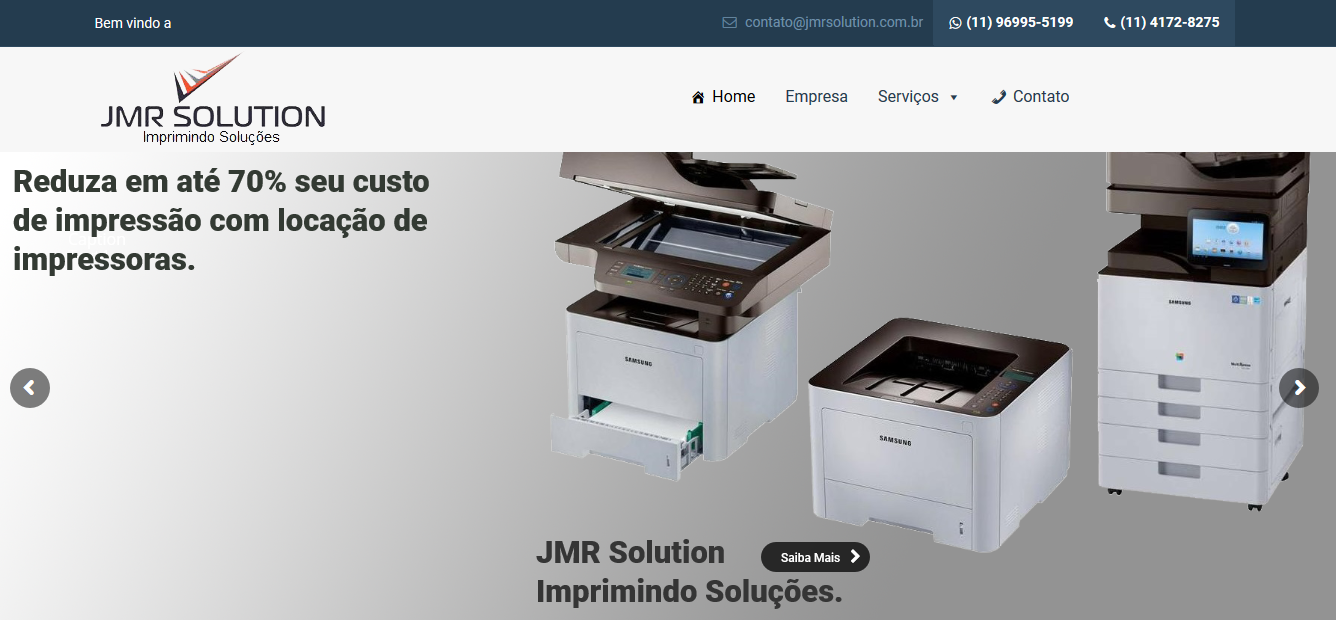 Bem vindo a
contato@jmrsolution.com.br
(11) 96995-5199
(11) 4172-8275
JMR SOLUTION
Imprimindo Soluções
Home
Empresa
Serviços
Contato
Reduza em até 70% seu custo
de impressão com locação de
Caption
impressoras.
SAMSUNG
SAMSUNG
SAMSUNG
JMR Solution
Saiba Mais
Imprimindo Soluções.